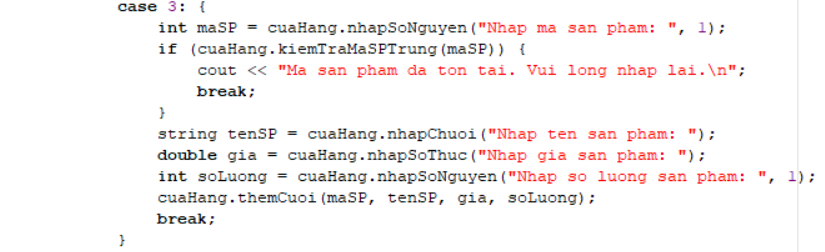 case 3: {
int maSP = cuaHang.nhapSoNguyen("Nhap ma san pham: ", 1);
if (cuaHang.kiemTraMaSPTrung(maSP)) {
cout << "Ma san pham da ton tai. Vui long nhap lai.\n";
break;
}
string tenSP = cuaHang.nhapChuoi("Nhap ten san pham: ");
double gia = cuaHang.nhapSoThuc("Nhap gia san pham: ");
int soLuong = cuaHang.nhapSoNguyen("Nhap so luong san pham: ", 1);
cuaHang.themCuoi(maSP, tenSP, gia, soLuong);
break;
}